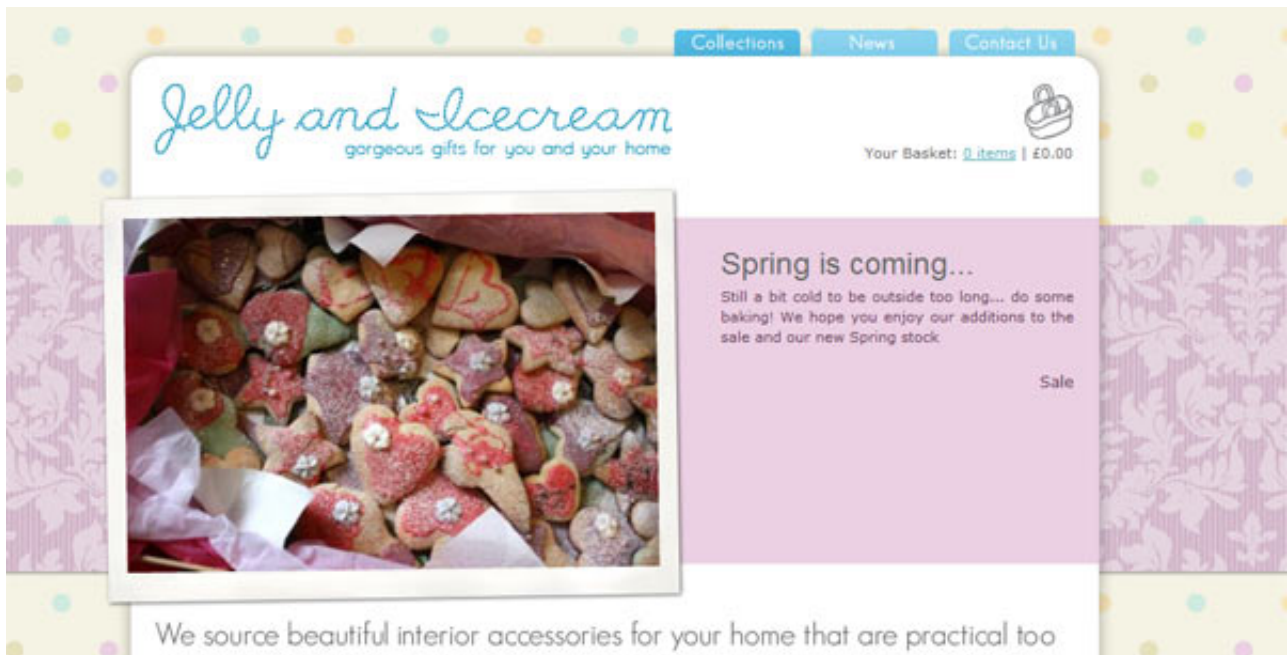 Collections News Contact Us
Jelly and Icecream
gorgeous gifts for you and your home
Your Basket: 0 items | £0.00
Spring is coming...
Still a bit cold to be outside too long... do some
baking! We hope you enjoy our additions to the
sale and our new Spring stock
Sale
We source beautiful interior accessories for your home that are practical too